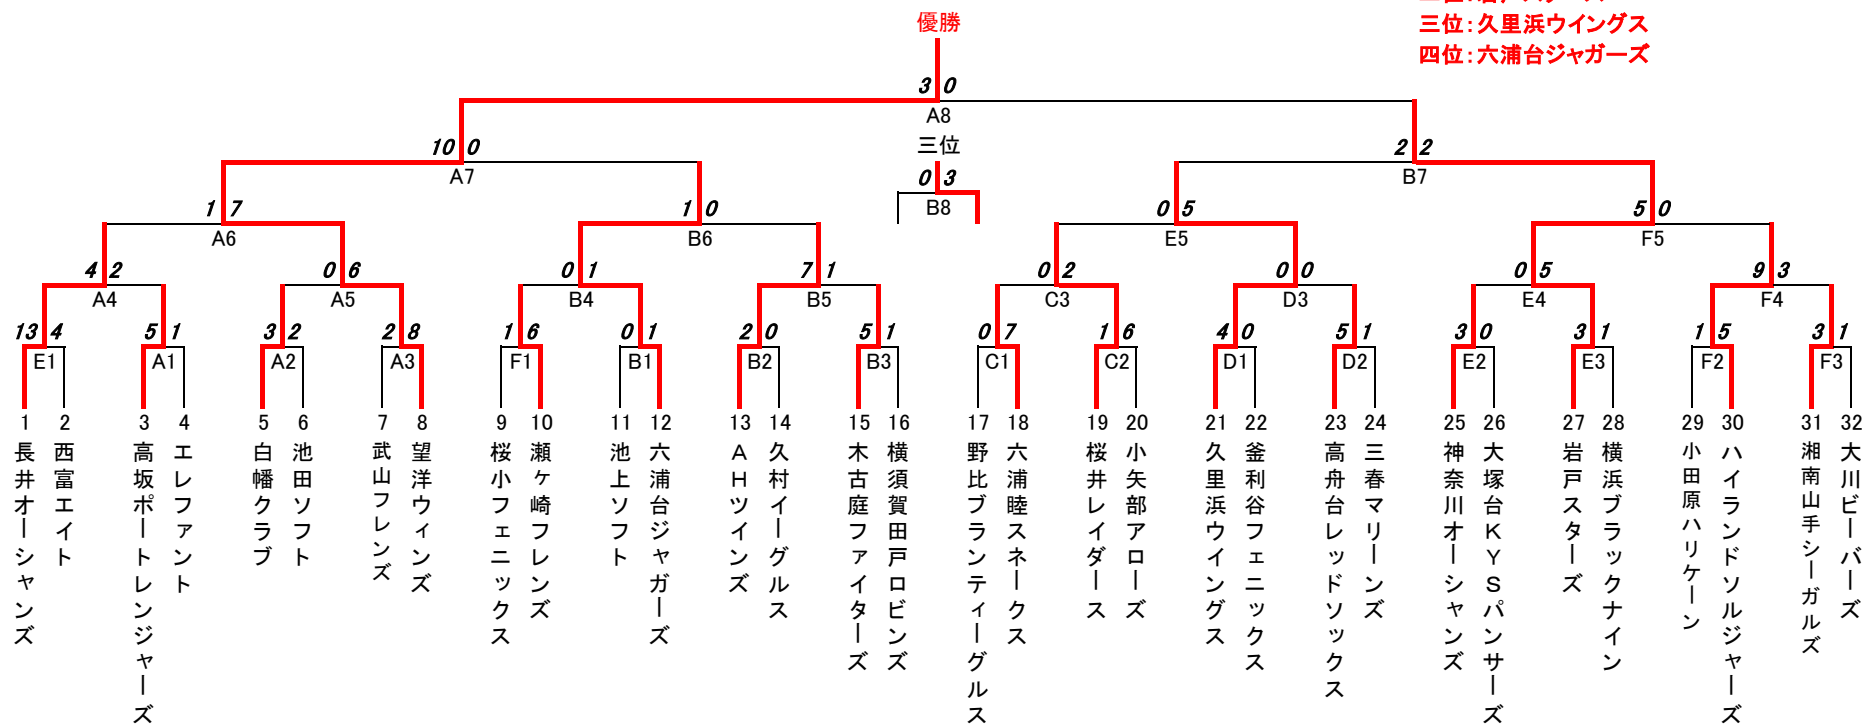 優勝
三位:久里浜ウイングス
四位:六浦台ジャガーズ
3 0
A8
三位
10 0
A7
2 2
B7
0 3
B8
1 7
A6
1 0
B6
0 5
E5
5 0
F5
4 2
A4
0 6
A5
0 1
B4
7 1
B5
0 2
C3
0 0
D3
0 5
E4
9 3
F4
13 4
E1
5 1
A1
3 2
A2
2 8
A3
1 6
F1
0 1
B1
2 0
B2
5 1
B3
0 7
C1
1 6
C2
4 0
D1
5 1
D2
3 0
E2
3 1
E3
1 5
F2
3 1
F3
1 長井オーシャンズ
2 西富エイト
3 高坂ポートレンジャーズ
4 エレファント
5 白幡クラブ
6 池田ソフト
7 武山フレンズ
8 望洋ウィンズ
9 桜小フェニックス
10 瀬ヶ崎フレンズ
11 池上ソフト
12 六浦台ジャガーズ
13 AHツインズ
14 久村イーグルス
15 木古庭ファイターズ
16 横須賀田戸ロビンズ
17 野比ブランティーグルス
18 六浦睦スネークス
19 桜井レイダース
20 小矢部アローズ
21 久里浜ウイングス
22 釜利谷フェニックス
23 高舟台レッドソックス
24 三春マリーンズ
25 神奈川オーシャンズ
26 大塚台KYSパンサーズ
27 岩戸スターズ
28 横浜ブラックナイン
29 小田原ハリケーン
30 ハイランドソルジャーズ
31 湘南山手シーガルズ
32 大川ビーバーズ